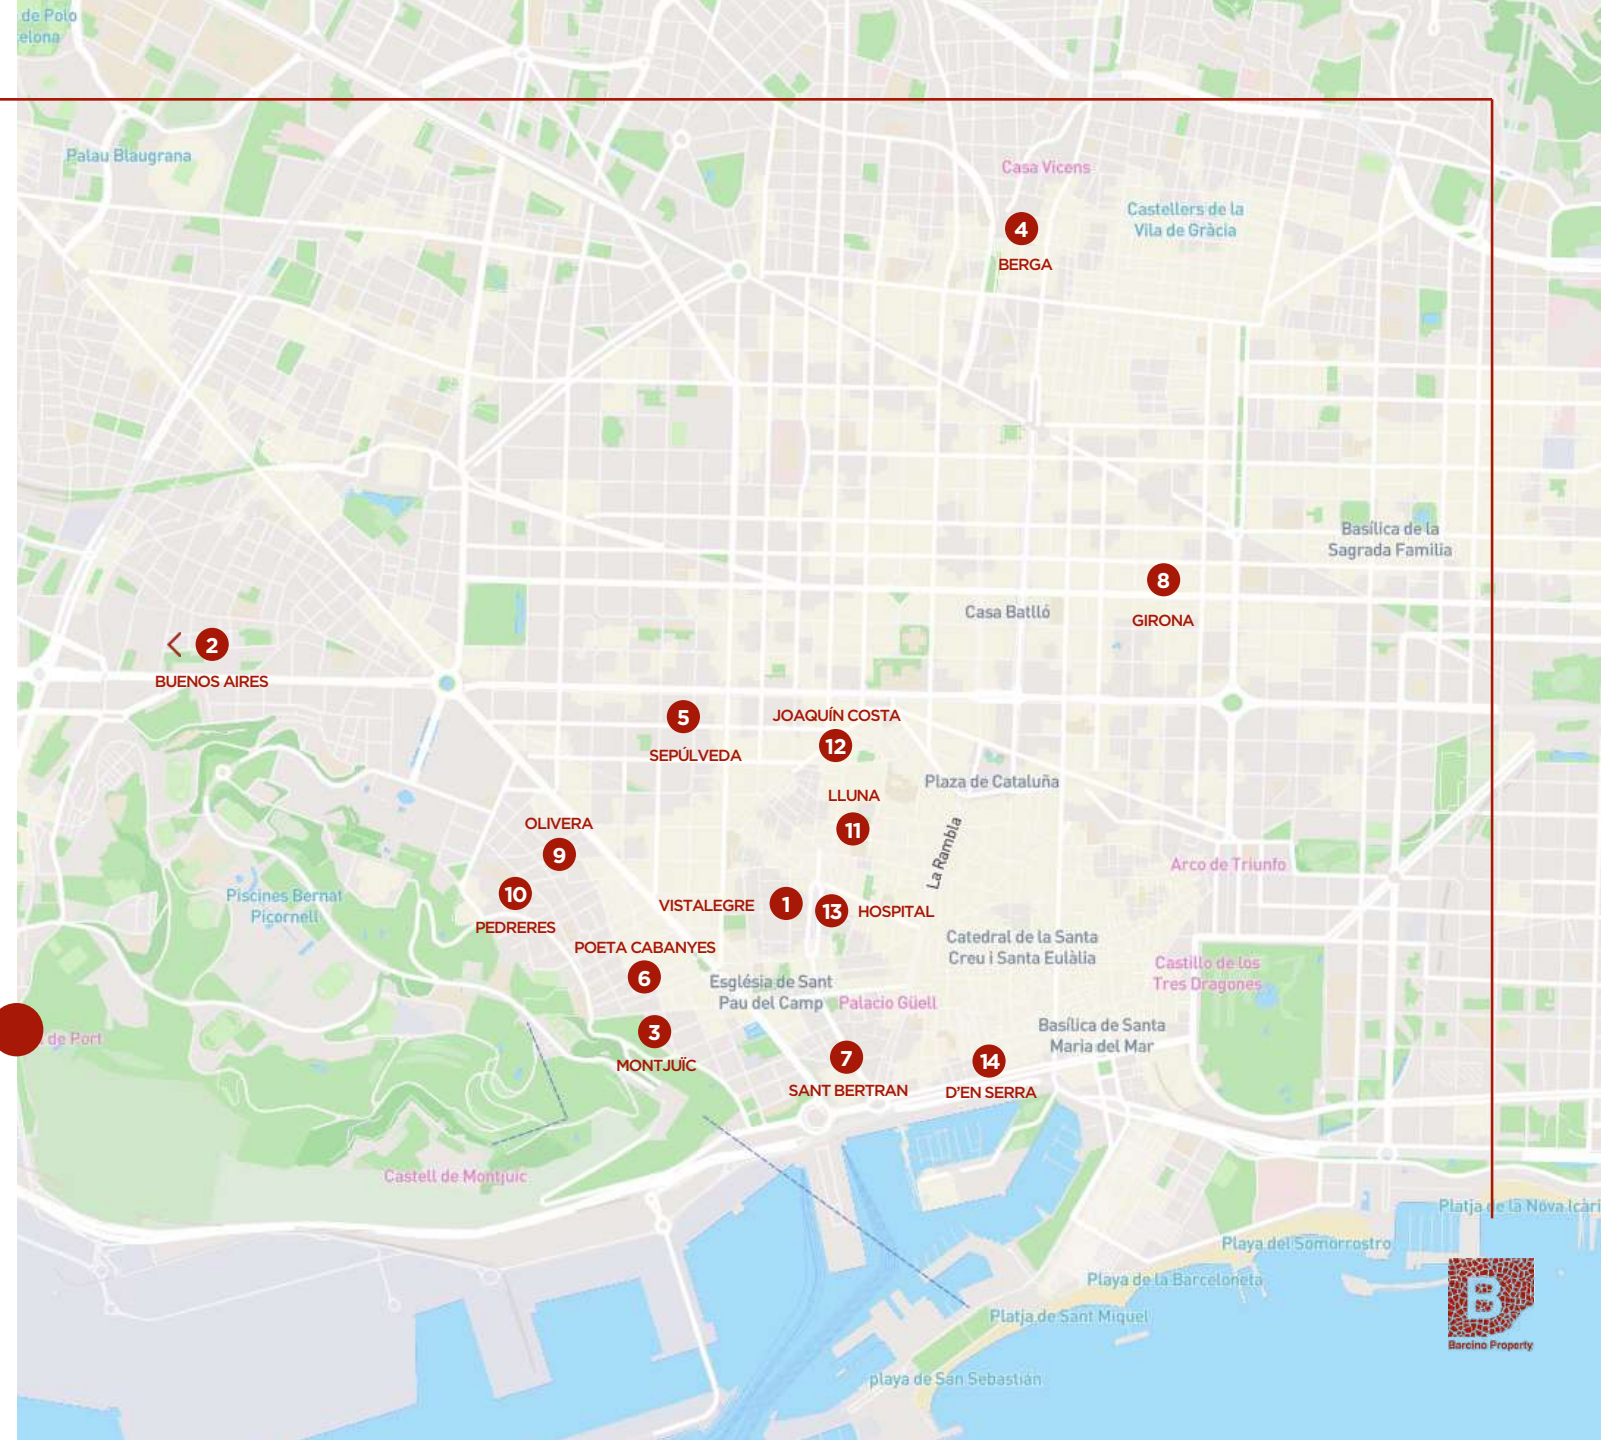 de Polo
elona
Palau Blaugrana
Casa Vicens
Castellers de la
Vila de Gràcia
4
BERGA
Basílica de la
Sagrada Familia
8
GIRONA
Casa Batlló
2
BUENOS AIRES
5
SEPÚLVEDA
JOAQUÍN COSTA
12
Plaza de Cataluña
LLUNA
11
La Rambla
OLIVERA
9
Arco de Triunfo
10
PEDRERES
Piscines Bernat
Picornell
VISTALEGRE
1
13
HOSPITAL
POETA CABANYES
6
Catedral de la Santa
Creu i Santa Eulàlia
Castillo de los
Tres Dragones
Església de Sant
Pau del Camp
Palacio Güell
de Port
3
MONTJUÏC
Basílica de Santa
Maria del Mar
7
SANT BERTRAN
14
D'EN SERRA
Castell de Montjuïc
Platja de la Nova Icàri
Playa del Somorrostro
Playa de la Barceloneta
Platja de Sant Miquel
playa de San Sebastián
B
Barcino Property